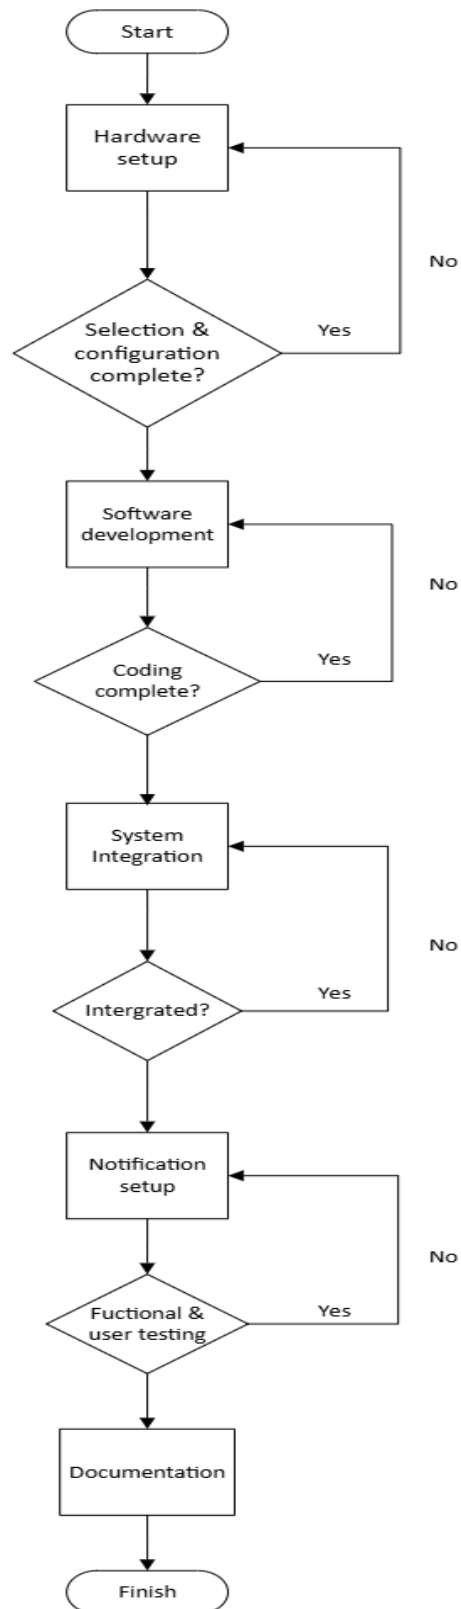 Start
Hardware
setup
No
Selection &
configuration
complete?
Yes
Software
development
No
Coding
complete?
Yes
System
Integration
No
Intergrated?
Yes
Notification
setup
No
Fuctional &
user testing
Yes
Documentation
Finish